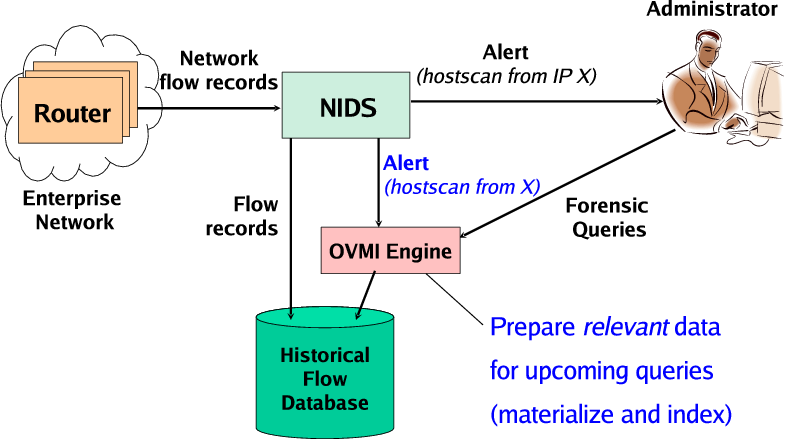 Administrator
Network
flow records
Alert
(hostscan from IP X)
Router
NIDS
Enterprise
Network
Alert
(hostscan from X)
Flow
records
Forensic
Queries
OVMI Engine
Prepare relevant data
for upcoming queries
(materialize and index)
Historical
Flow
Database